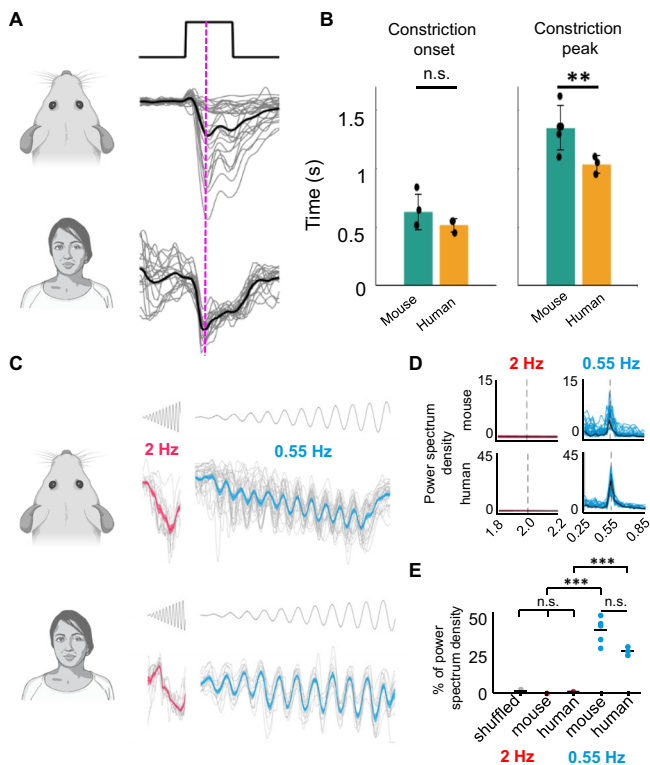 A
B
Constriction
onset
Constriction
peak
n.s.
**
Time (s)
1.5
1
0.5
0
Mouse
Human
Mouse
Human
C
2 Hz
0.55 Hz
D
2 Hz
0.55 Hz
Power spectrum
density
mouse
human
15
0
15
0
45
0
45
0
1.8
2.0
2.2
0.25
0.55
0.85
E
***
***
n.s.
n.s.
% of power
spectrum density
50
25
0
shuffled
mouse
human
mouse
human
2 Hz
0.55 Hz